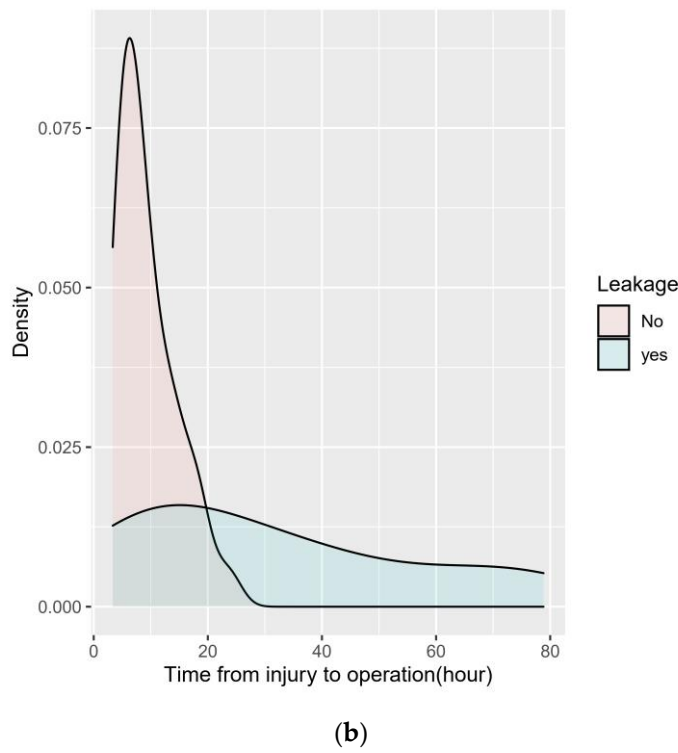 0.075
0.050
0.025
0.000
Density
0 20 40 60 80
Time from injury to operation(hour)
Leakage
No
yes
(b)